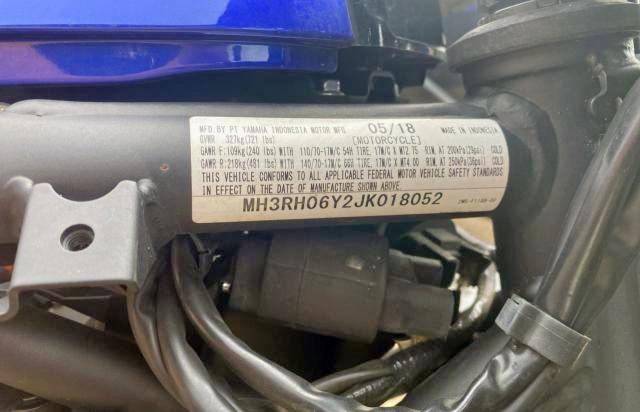 MFD BY PT YAMAHA INDONESIA MOTOR MFG 05/18 MADE IN INDONESIA
GVWR 327kg(721 lbs) [MOTORCYCLE]
GAWR F:109kg(240 lbs) WITH 110/70-17M/C 54H TIRE, 17M/C X MT2.75 RIM, AT 200kPa(29psi) COLD
GAWR R:218kg(481 lbs) WITH 140/70-17M/C 66H TIRE, 17M/C X MT4.00 RIM, AT 250kPa(36psi) COLD
THIS VEHICLE CONFORMS TO ALL APPLICABLE FEDERAL MOTOR VEHICLE SAFETY STANDARDS
IN EFFECT ON THE DATE OF MANUFACTURE SHOWN ABOVE.
MH3RH06Y2JK018052